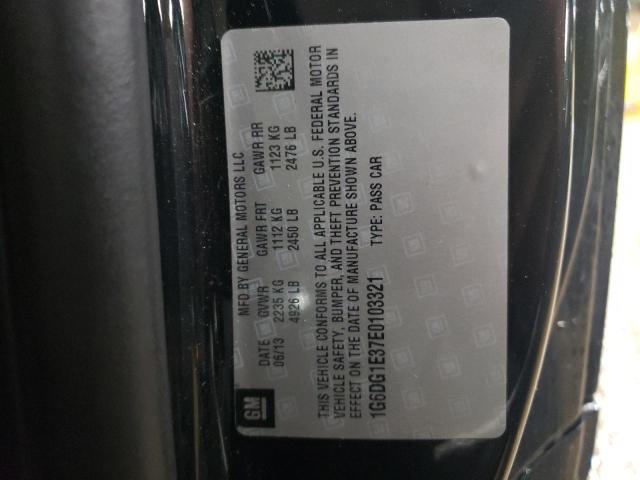 GM
MFD BY GENERAL MOTORS LLC
DATE GVWR GAWR FRT GAWR RR
06/13 2235 KG 1112 KG 1123 KG
4926 LB 2450 LB 2476 LB
THIS VEHICLE CONFORMS TO ALL APPLICABLE U.S. FEDERAL MOTOR
VEHICLE SAFETY, BUMPER, AND THEFT PREVENTION STANDARDS IN
EFFECT ON THE DATE OF MANUFACTURE SHOWN ABOVE.
1G6DG1E37E0103321 TYPE: PASS CAR